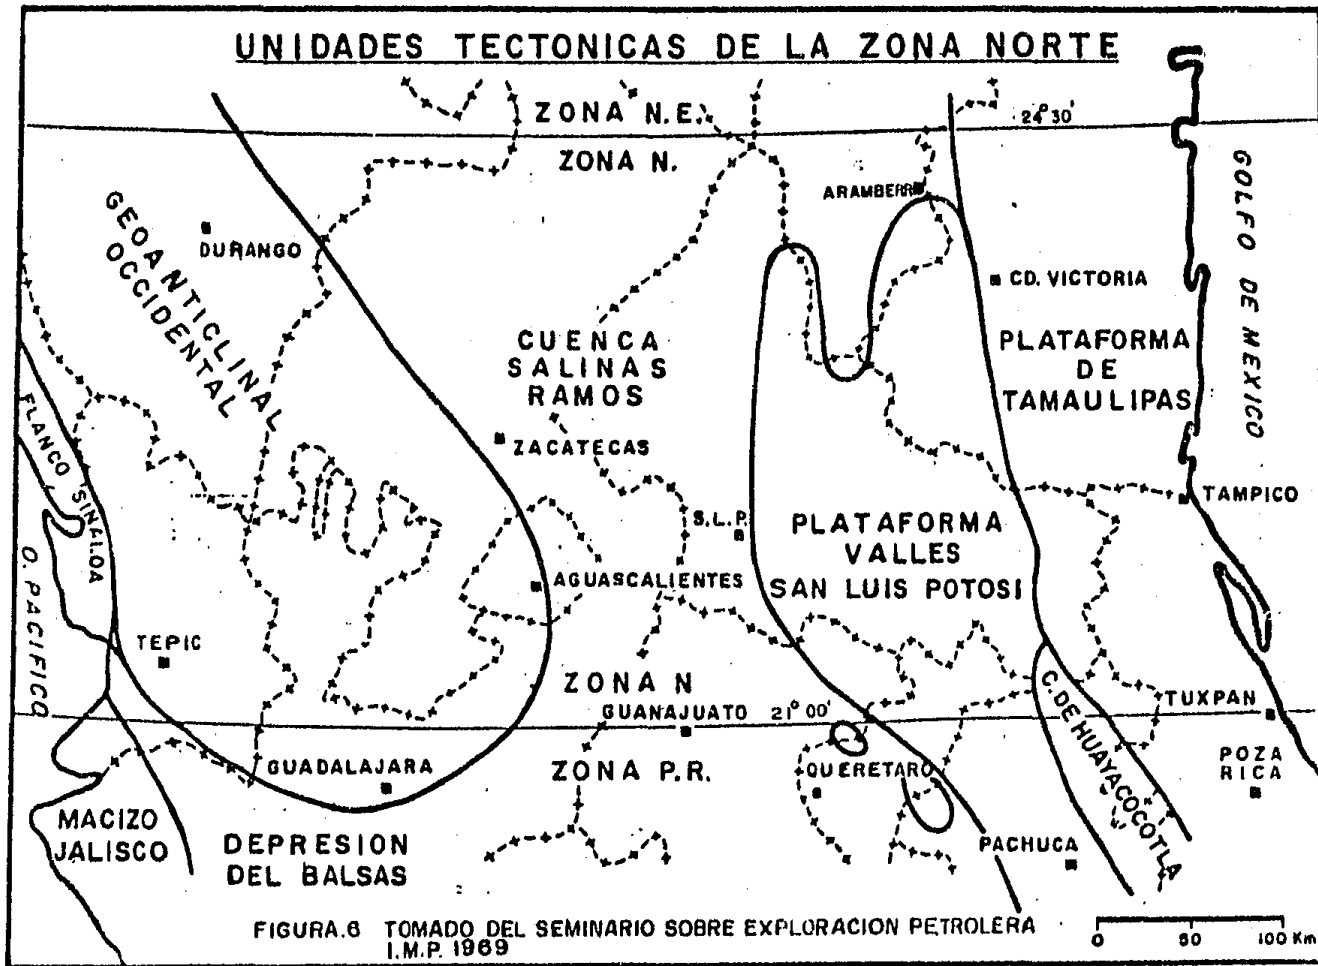 UNIDADES TECTONICAS DE LA ZONA NORTE
ZONA N.E.
24° 30'
ZONA N.
ARAMBERRI
GOLFO DE MEXICO
GEOANTICLINAL
OCCIDENTAL
DURANGO
CD. VICTORIA
CUENCA
SALINAS
RAMOS
PLATAFORMA
DE
TAMAULIPAS
FLANCO SINALOA
ZACATECAS
TAMPICO
S.L.P.
PLATAFORMA
VALLES
SAN LUIS POTOSI
O. PACIFICO
AGUASCALIENTES
TEPIC
ZONA N
GUANAJUATO
21° 00'
C. DE HUAYACOCOTLA
TUXPAN
GUADALAJARA
ZONA P.R.
QUERETARO
POZA
RICA
MACIZO
JALISCO
DEPRESION
DEL BALSAS
PACHUCA
FIGURA.6 TOMADO DEL SEMINARIO SOBRE EXPLORACION PETROLERA
I.M.P. 1969
0 50 100 Km